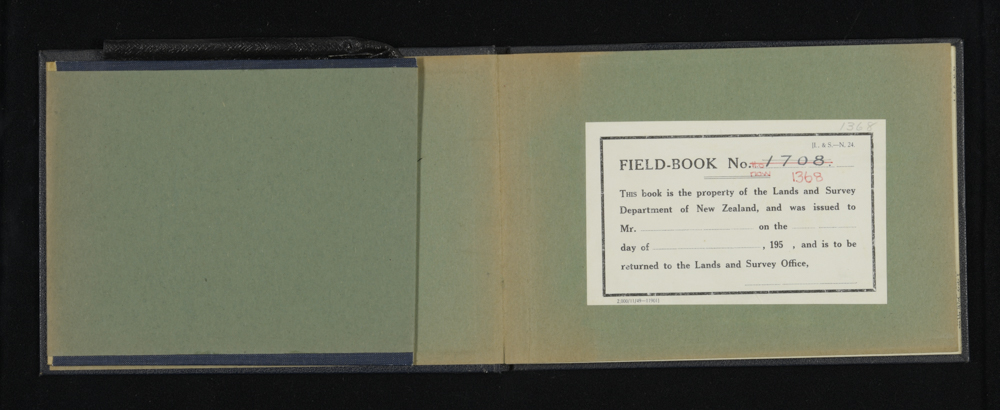 1368
FIELD-BOOK No. 1708.
1368
THIS book is the property of the Lands and Survey
Department of New Zealand, and was issued to
Mr. on the
day of , 195 , and is to be
returned to the Lands and Survey Office,